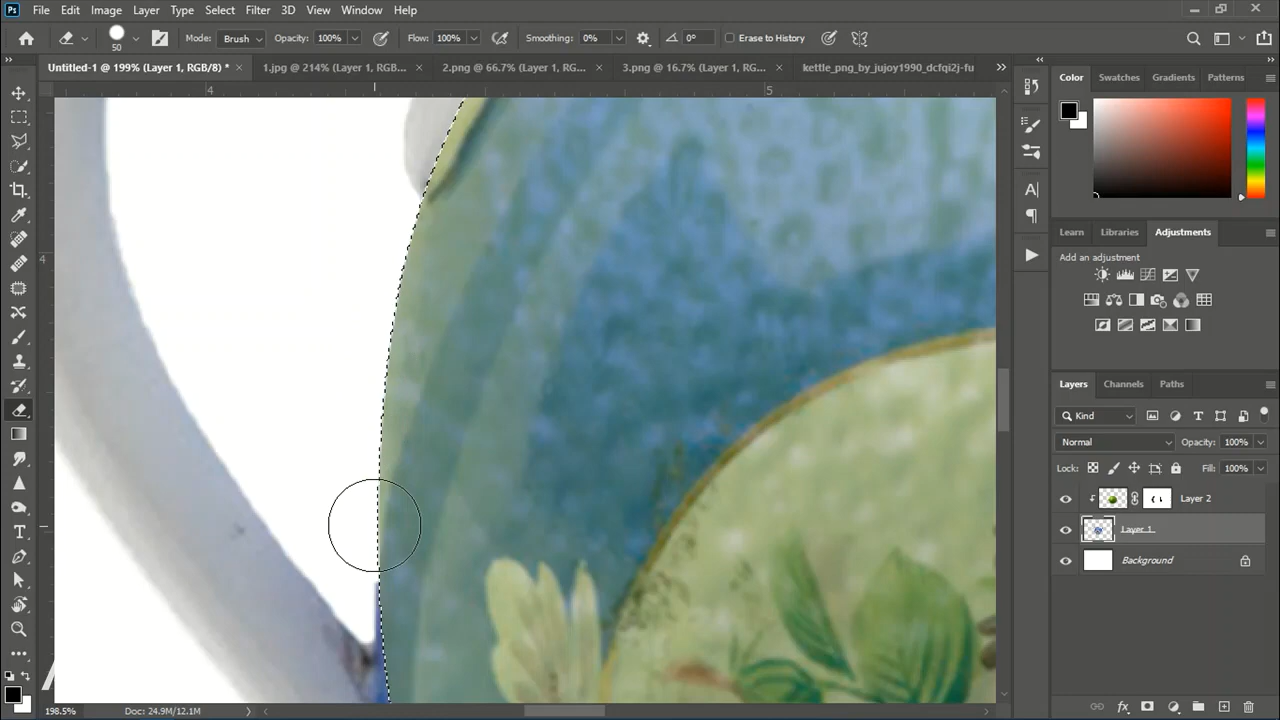 Ps File Edit Image Layer Type Select Filter 3D View Window Help
50 Mode: Brush Opacity: 100% Flow: 100% Smoothing: 0% 0° Erase to History
Untitled-1 @ 199% (Layer 1, RGB/8) * × 1.jpg @ 214% (Layer 1, RGB... × 2.png @ 66.7% (Layer 1, RG... × 3.png @ 16.7% (Layer 1, RG... × kettle_png_by_jujoy1990_dcfqi2j-fu
4 5
4
Color Swatches Gradients Patterns
Learn Libraries Adjustments
Add an adjustment
Layers Channels Paths
Kind
Normal Opacity: 100%
Lock: Fill: 100%
Layer 2
Layer 1
Background
198.5% Doc: 24.9M/12.1M